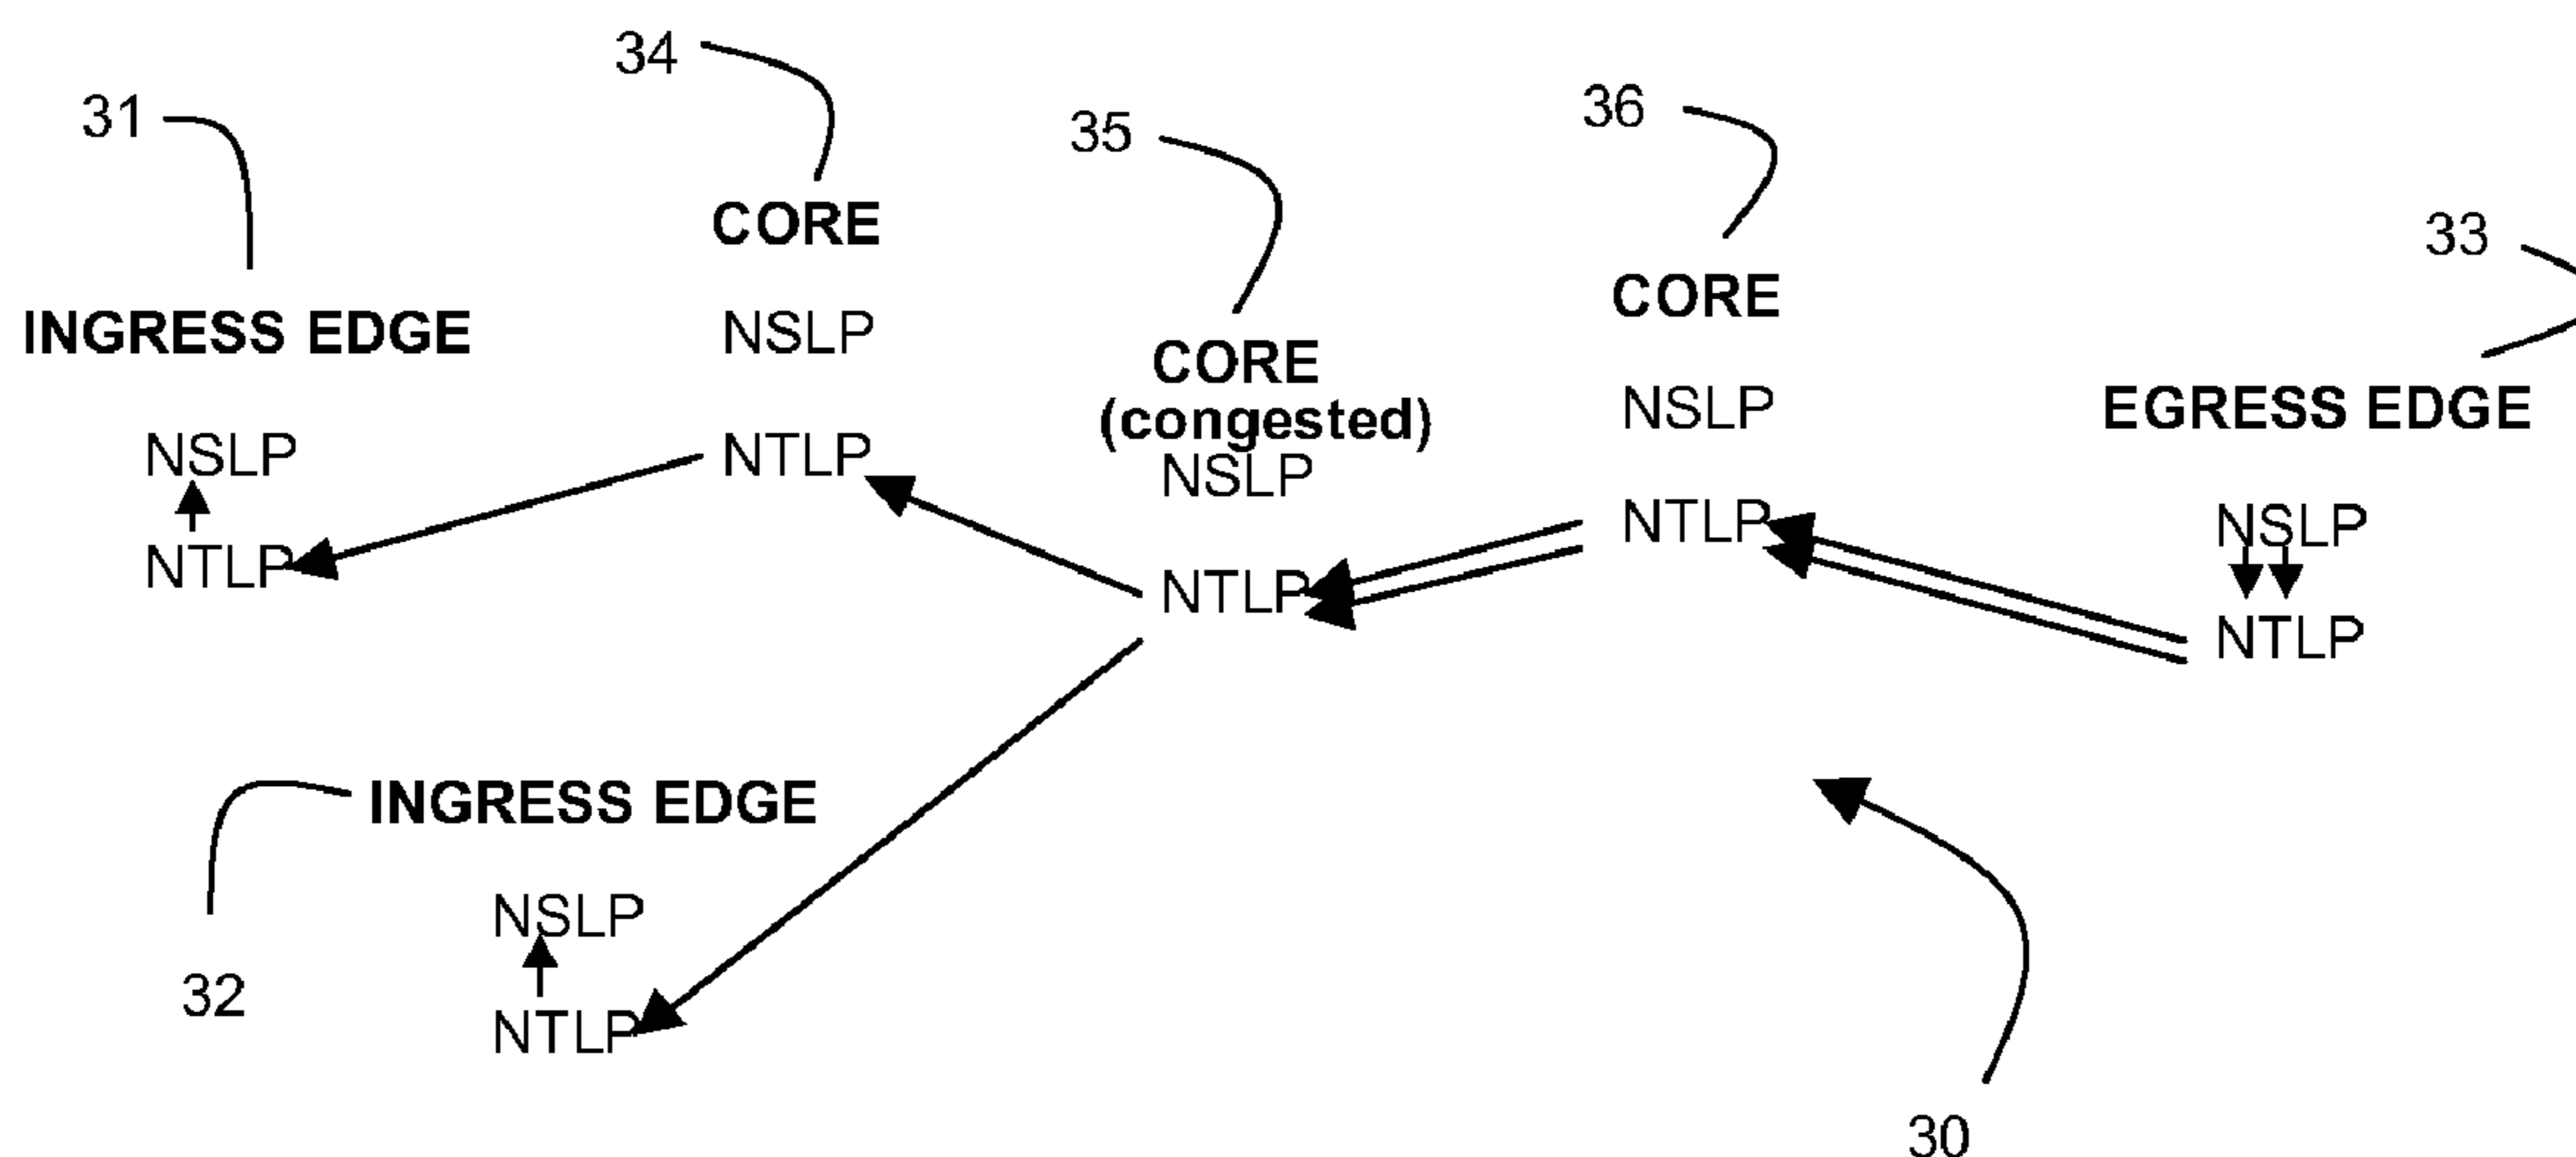 34
31
35
36
33
CORE
NSLP
NTLP
INGRESS EDGE
NSLP
NTLP
CORE
(congested)
NSLP
NTLP
CORE
NSLP
NTLP
EGRESS EDGE
NSLP
NTLP
INGRESS EDGE
NSLP
NTLP
32
30